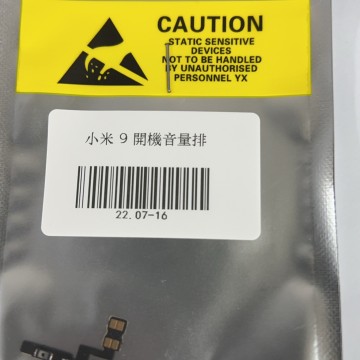 CAUTION
STATIC SENSITIVE
DEVICES
NOT TO BE HANDLED
BY UNAUTHORISED
PERSONNEL YX
小米 9 開機音量排
22.07-16